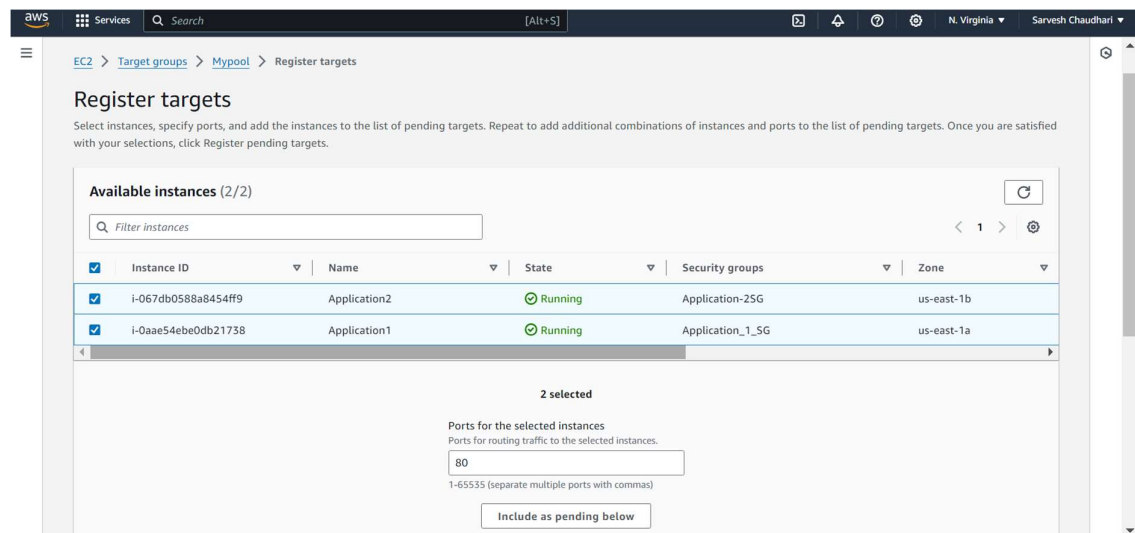 aws Services Search [Alt+S] N. Virginia Sarvesh Chaudhari
EC2 > Target groups > Mypool > Register targets
Register targets
Select instances, specify ports, and add the instances to the list of pending targets. Repeat to add additional combinations of instances and ports to the list of pending targets. Once you are satisfied
with your selections, click Register pending targets.
Available instances (2/2)
Filter instances
< 1 >
Instance ID Name State Security groups Zone
i-067db0588a8454ff9 Application2 Running Application-2SG us-east-1b
i-0aae54ebe0db21738 Application1 Running Application_1_SG us-east-1a
2 selected
Ports for the selected instances
Ports for routing traffic to the selected instances.
80
1-65535 (separate multiple ports with commas)
Include as pending below